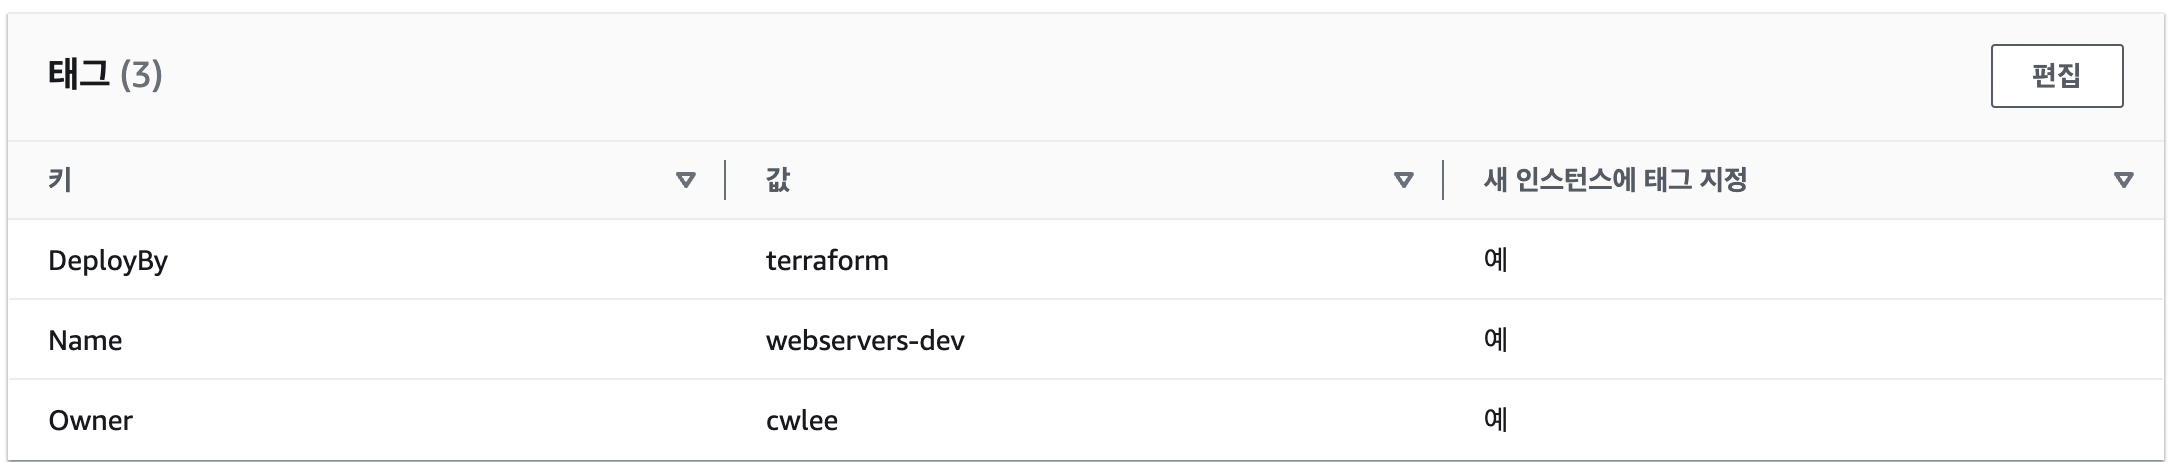 태그 (3)
편집
키 값 새 인스턴스에 태그 지정
DeployBy terraform 예
Name webservers-dev 예
Owner cwlee 예